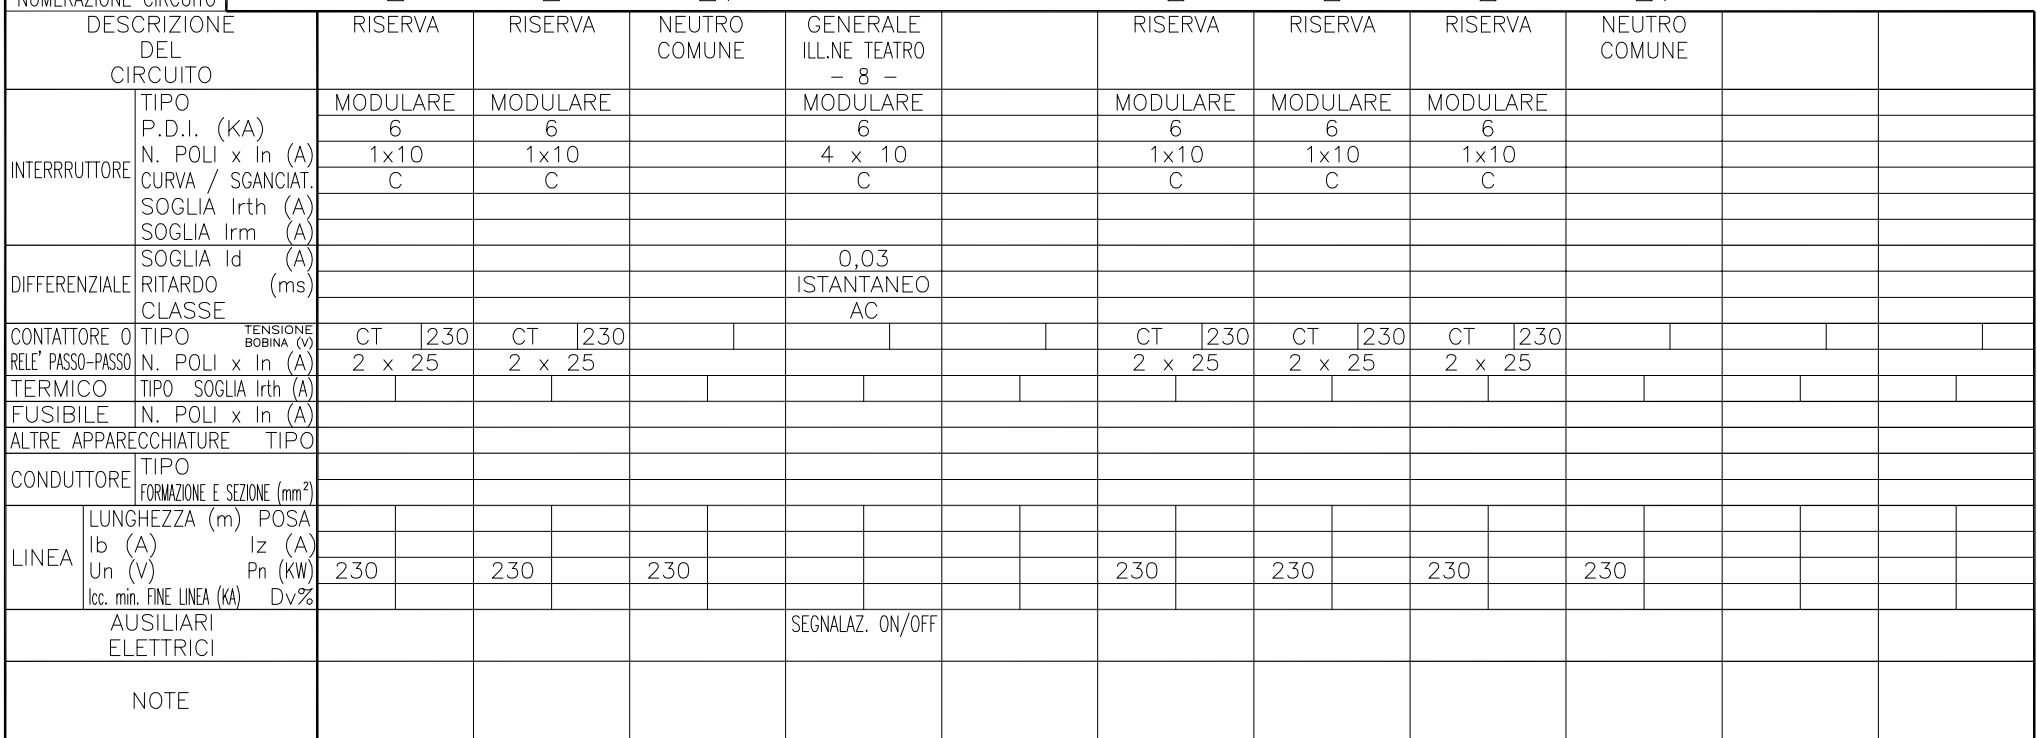 NUMERAZIONE CIRCUITO
DESCRIZIONE DEL CIRCUITO RISERVA RISERVA NEUTRO COMUNE GENERALE ILL.NE TEATRO - 8 - RISERVA RISERVA RISERVA NEUTRO COMUNE
INTERRRUTTORE
TIPO MODULARE MODULARE MODULARE MODULARE MODULARE MODULARE
P.D.I. (KA) 6 6 6 6 6 6
N. POLI x In (A) 1x10 1x10 4 x 10 1x10 1x10 1x10
CURVA / SGANCIAT. C C C C C C
SOGLIA Irth (A)
SOGLIA Irm (A)
DIFFERENZIALE
SOGLIA Id (A) 0,03
RITARDO (ms) ISTANTANEO
CLASSE AC
CONTATTORE O RELE' PASSO-PASSO
TIPO TENSIONE BOBINA (V) CT 230 CT 230 CT 230 CT 230 CT 230
N. POLI x In (A) 2 x 25 2 x 25 2 x 25 2 x 25 2 x 25
TERMICO TIPO SOGLIA Irth (A)
FUSIBILE N. POLI x In (A)
ALTRE APPARECCHIATURE TIPO
CONDUTTORE
TIPO
FORMAZIONE E SEZIONE (mm²)
LINEA
LUNGHEZZA (m) POSA
Ib (A) Iz (A)
Un (V) Pn (KW) 230 230 230 230 230 230 230
Icc. min. FINE LINEA (KA) Dv%
AUSILIARI ELETTRICI SEGNALAZ. ON/OFF
NOTE